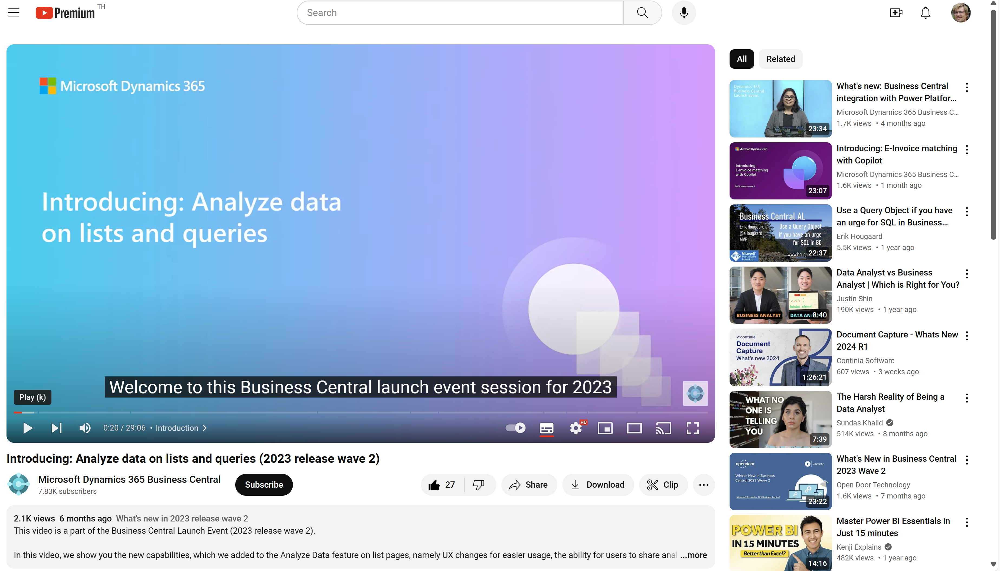 Premium TH
Search
Microsoft Dynamics 365
Introducing: Analyze data
on lists and queries
Welcome to this Business Central launch event session for 2023
Play (k)
0:20 / 29:06 • Introduction
HD
Introducing: Analyze data on lists and queries (2023 release wave 2)
Microsoft Dynamics 365 Business Central
7.83K subscribers
Subscribe
27
Share
Download
Clip
2.1K views 6 months ago What's new in 2023 release wave 2
This video is a part of the Business Central Launch Event (2023 release wave 2).
In this video, we show you the new capabilities, which we added to the Analyze Data feature on list pages, namely UX changes for easier usage, the ability for users to share anal ...more
All
Related
Dynamics 365
Business Central
Launch Event
23:34
What's new: Business Central
integration with Power Platfor...
Microsoft Dynamics 365 Business C...
1.7K views • 4 months ago
Microsoft Dynamics 365
Introducing:
E-Invoice matching
with Copilot
2024 release wave 1
23:07
Introducing: E-Invoice matching
with Copilot
Microsoft Dynamics 365 Business C...
1.6K views • 1 month ago
Business Central AL
Erik Hougaard
@eHougaard
MVP
Use a Query Object
if you have an urge
for SQL in BC
MVP
Microsoft
Most Valuable
Professional
www.houg
22:37
Use a Query Object if you have
an urge for SQL in Business...
Erik Hougaard
5.5K views • 1 year ago
BUSINESS ANALYST
DATA AN
8:40
Data Analyst vs Business
Analyst | Which is Right for You?
Justin Shin
190K views • 1 year ago
continia
Document
Capture
What's new 2024
1:26:21
Document Capture - Whats New
2024 R1
Continia Software
607 views • 3 weeks ago
WHAT NO
ONE IS
TELLING
YOU
7:39
The Harsh Reality of Being a
Data Analyst
Sundas Khalid
514K views • 8 months ago
opendoor
Subscribe
What's New in Business
Central 2023 Wave 2
Microsoft Dynamics 365 Business Central
23:22
What's New in Business Central
2023 Wave 2
Open Door Technology
1.6K views • 7 months ago
POWER BI
IN 15 MINUTES
Better than Excel?
14:16
Master Power BI Essentials in
Just 15 minutes
Kenji Explains
482K views • 1 year ago